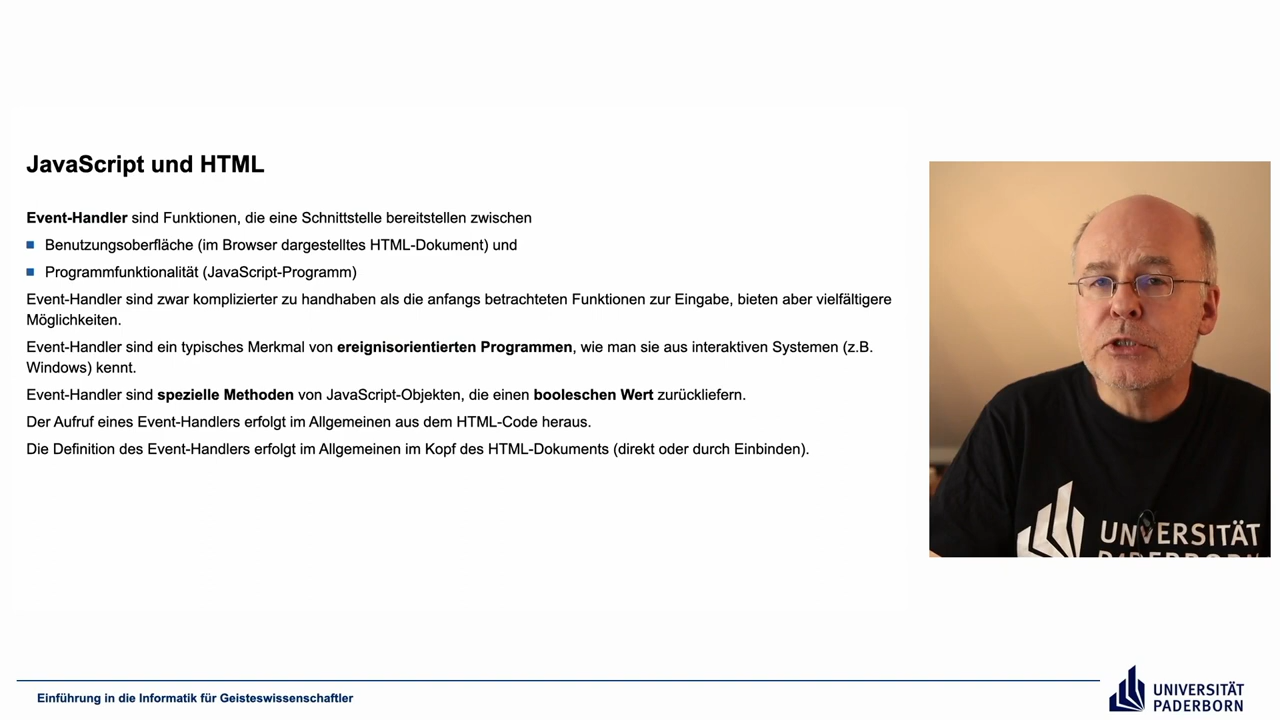 JavaScript und HTML
Event-Handler sind Funktionen, die eine Schnittstelle bereitstellen zwischen
Benutzungsoberfläche (im Browser dargestelltes HTML-Dokument) und
Programmfunktionalität (JavaScript-Programm)
Event-Handler sind zwar komplizierter zu handhaben als die anfangs betrachteten Funktionen zur Eingabe, bieten aber vielfältigere
Möglichkeiten.
Event-Handler sind ein typisches Merkmal von ereignisorientierten Programmen, wie man sie aus interaktiven Systemen (z.B.
Windows) kennt.
Event-Handler sind spezielle Methoden von JavaScript-Objekten, die einen booleschen Wert zurückliefern.
Der Aufruf eines Event-Handlers erfolgt im Allgemeinen aus dem HTML-Code heraus.
Die Definition des Event-Handlers erfolgt im Allgemeinen im Kopf des HTML-Dokuments (direkt oder durch Einbinden).
UNIVERSITÄT
PADERBORN
Einführung in die Informatik für Geisteswissenschaftler
UNIVERSITÄT
PADERBORN